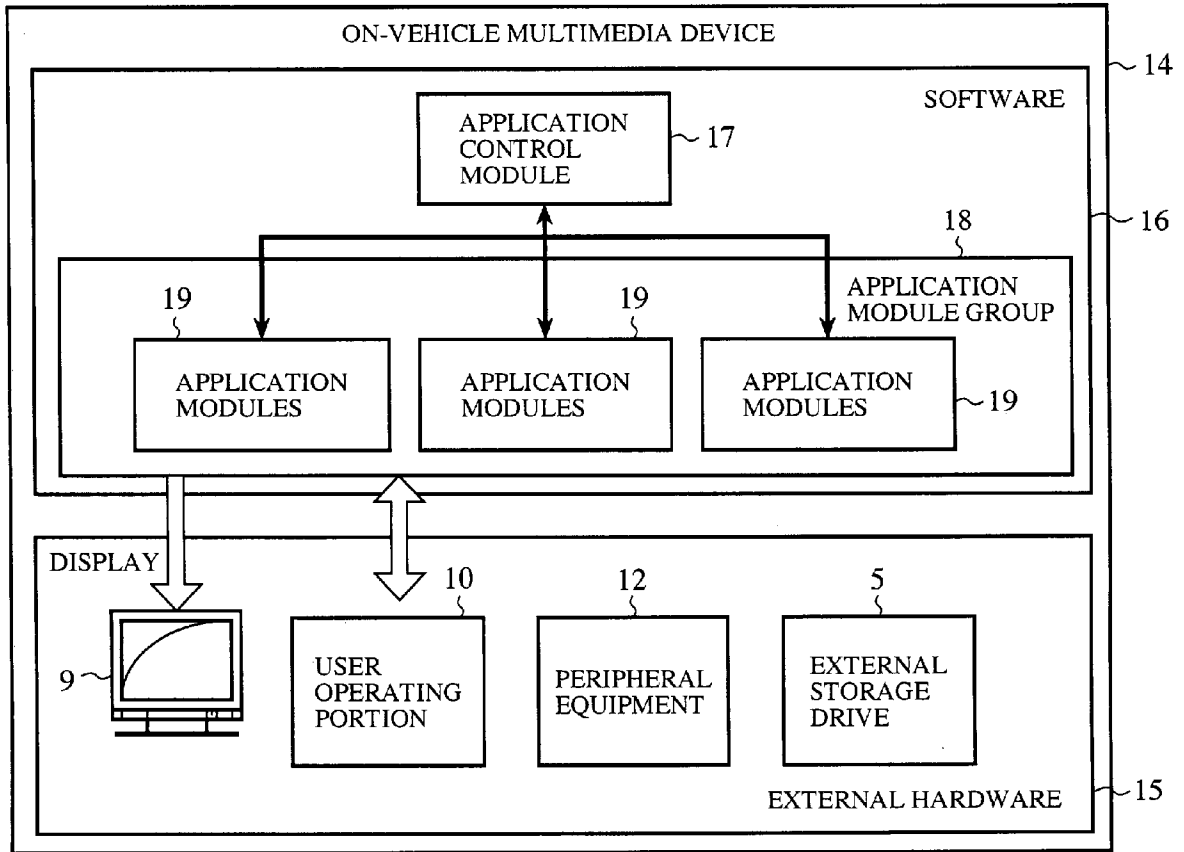 ON-VEHICLE MULTIMEDIA DEVICE
14
SOFTWARE
APPLICATION
CONTROL
MODULE
17
16
18
APPLICATION
MODULE GROUP
19
19
APPLICATION
MODULES
APPLICATION
MODULES
APPLICATION
MODULES
19
DISPLAY
9
10
USER
OPERATING
PORTION
12
PERIPHERAL
EQUIPMENT
5
EXTERNAL
STORAGE
DRIVE
EXTERNAL HARDWARE
15